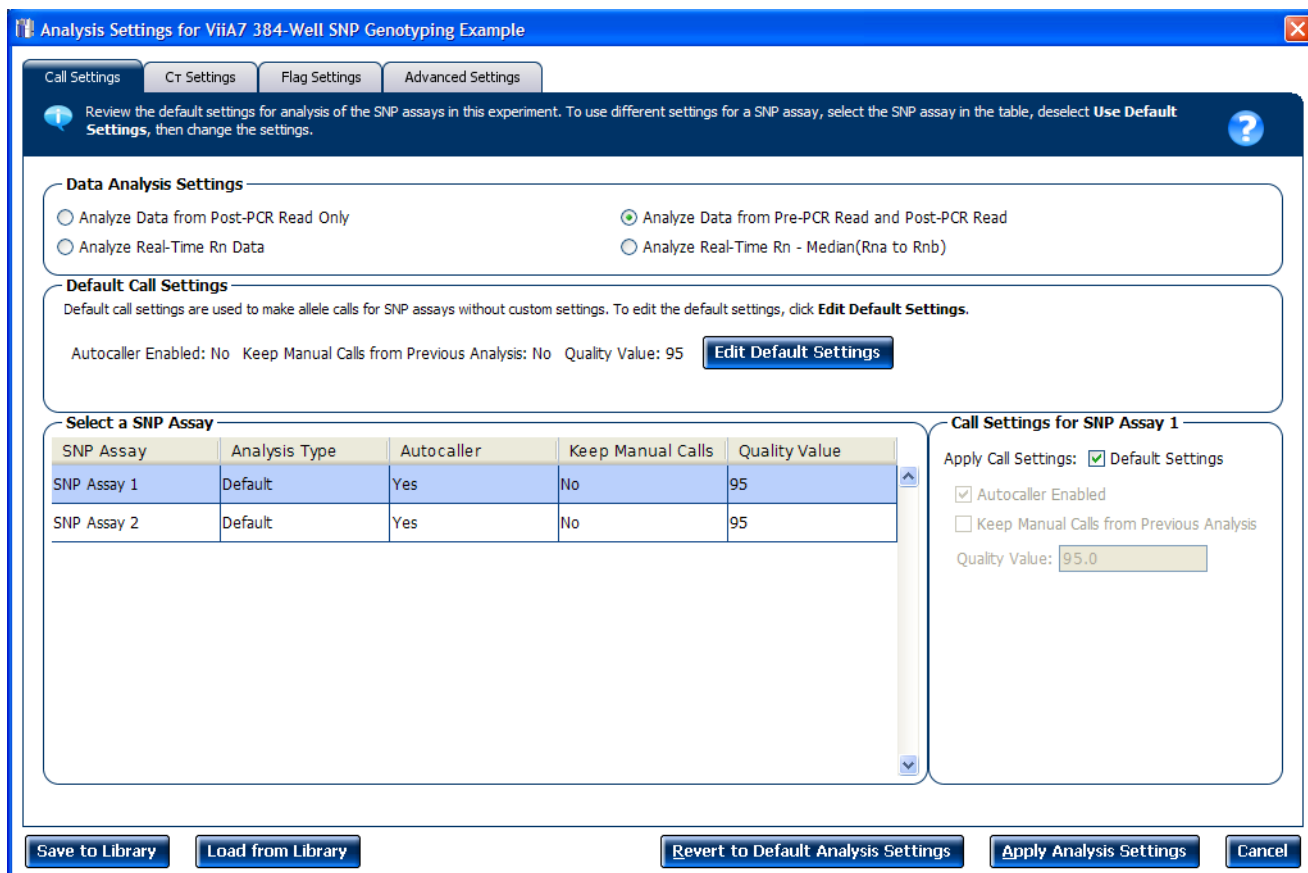 Analysis Settings for ViiA7 384-Well SNP Genotyping Example
Call Settings
CT Settings
Flag Settings
Advanced Settings
Review the default settings for analysis of the SNP assays in this experiment. To use different settings for a SNP assay, select the SNP assay in the table, deselect Use Default
Settings, then change the settings.
?
Data Analysis Settings
Analyze Data from Post-PCR Read Only
Analyze Data from Pre-PCR Read and Post-PCR Read
Analyze Real-Time Rn Data
Analyze Real-Time Rn - Median(Rna to Rnb)
Default Call Settings
Default call settings are used to make allele calls for SNP assays without custom settings. To edit the default settings, click Edit Default Settings.
Autocaller Enabled: No Keep Manual Calls from Previous Analysis: No Quality Value: 95 Edit Default Settings
Select a SNP Assay
SNP Assay Analysis Type Autocaller Keep Manual Calls Quality Value
SNP Assay 1 Default Yes No 95
SNP Assay 2 Default Yes No 95
Call Settings for SNP Assay 1
Apply Call Settings: Default Settings
Autocaller Enabled
Keep Manual Calls from Previous Analysis
Quality Value: 95.0
Save to Library
Load from Library
Revert to Default Analysis Settings
Apply Analysis Settings
Cancel